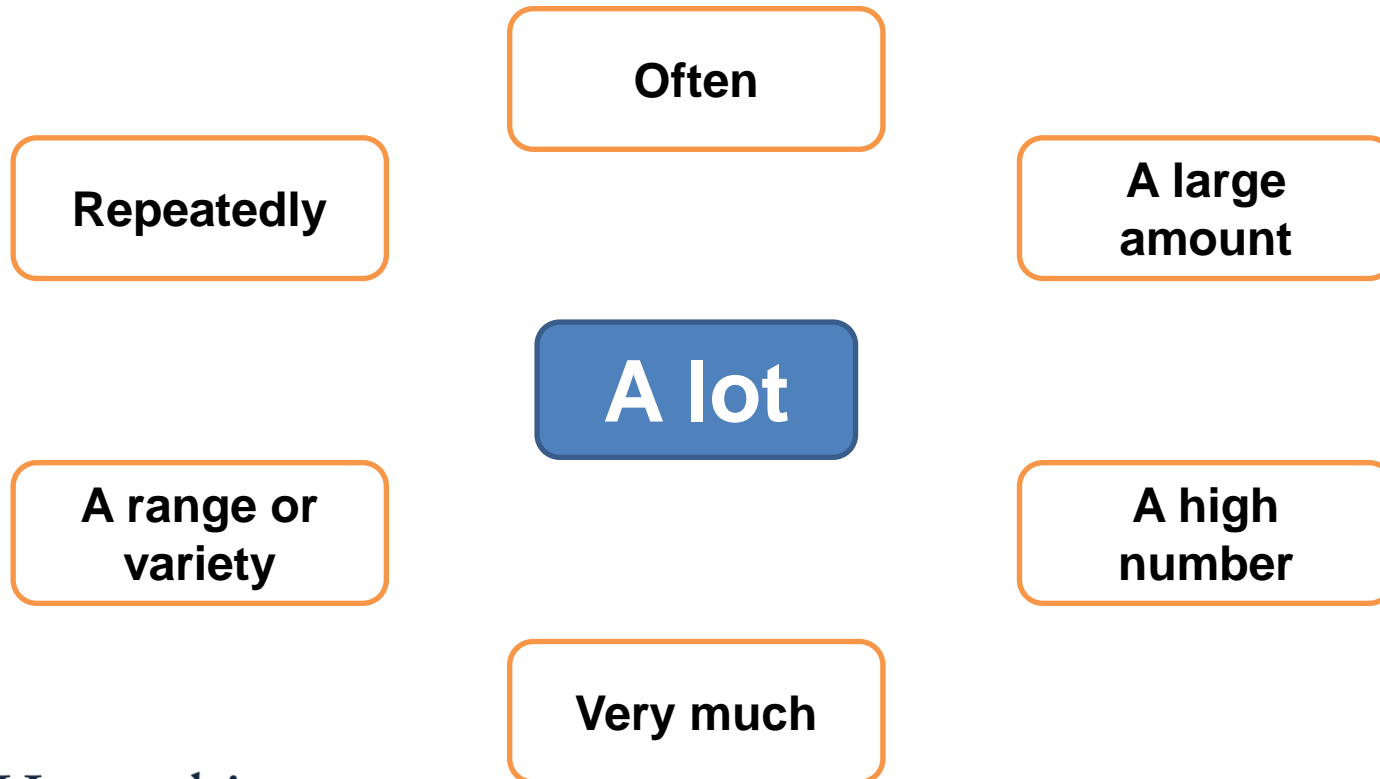 Often
Repeatedly
A large
amount
A lot
A range or
variety
A high
number
Very much